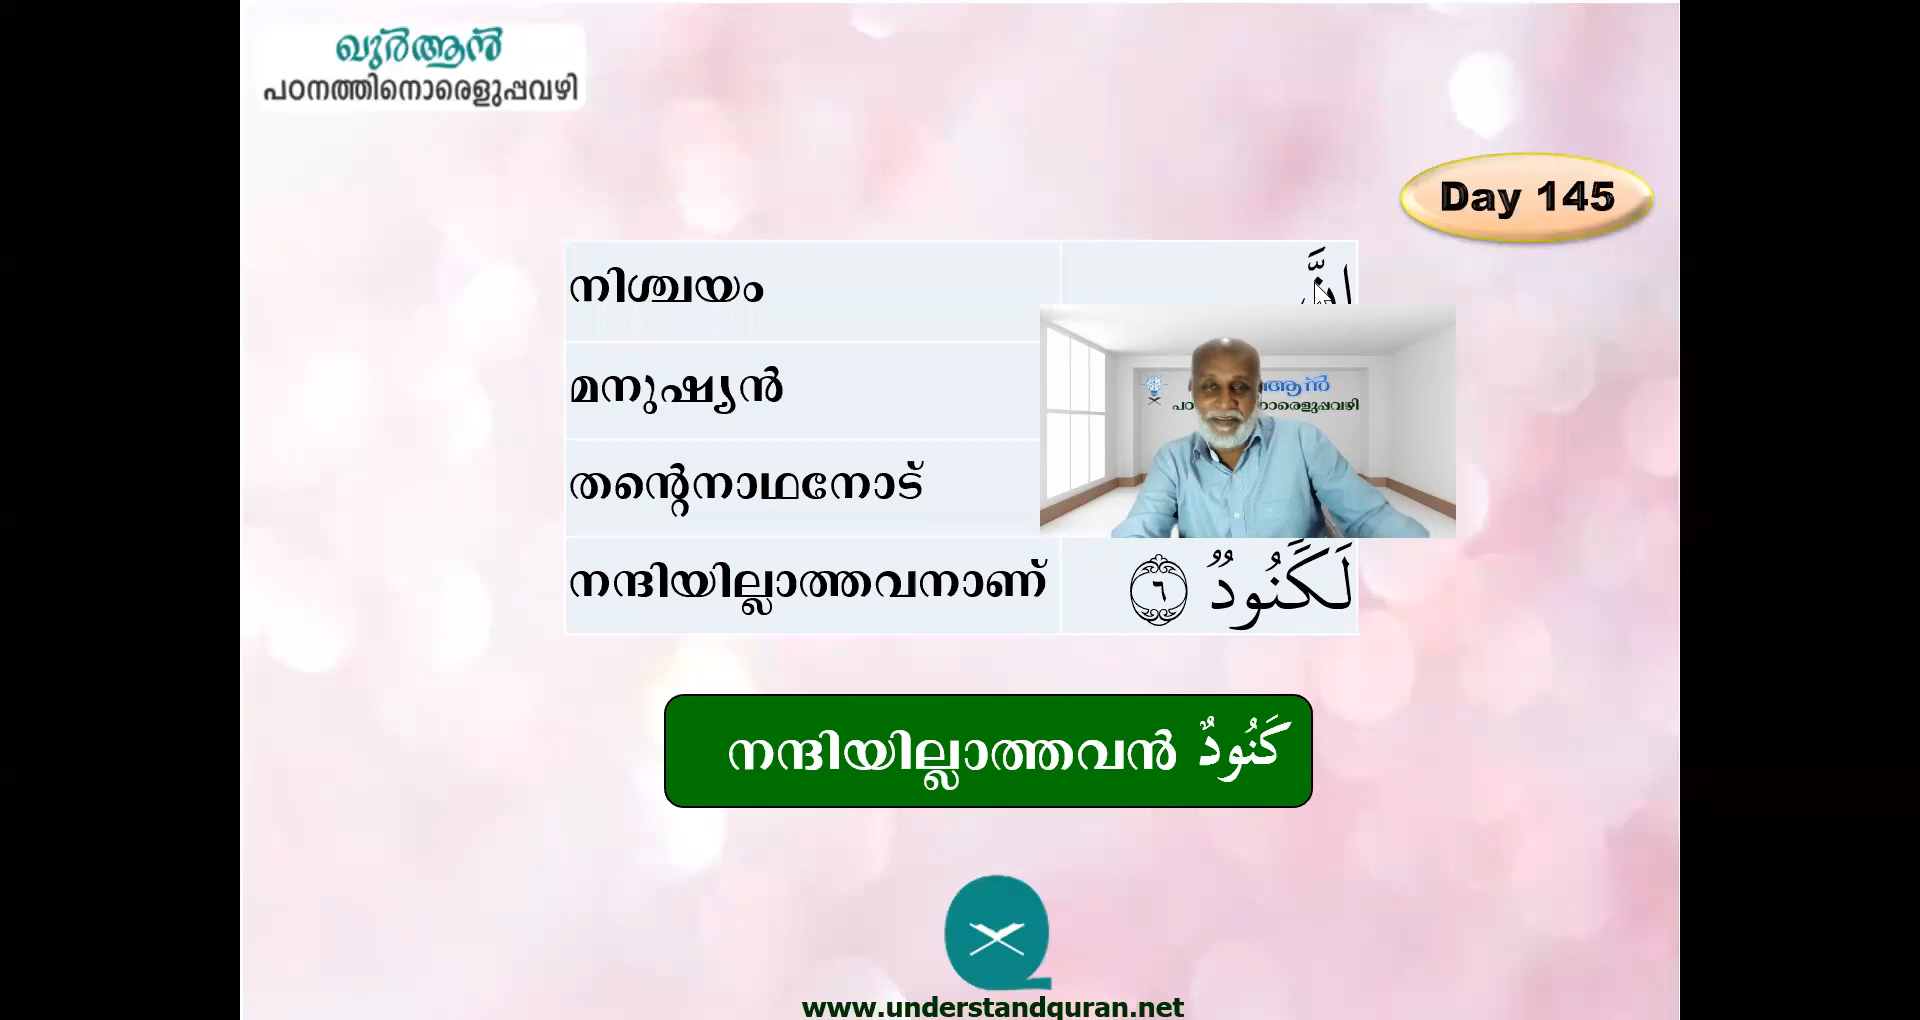 ഖുർആൻ
പഠനത്തിനൊരെളുപ്പവഴി
Day 145
നിശ്ചയം
إِنَّ
മനുഷ്യൻ
തന്റെനാഥനോട്
നന്ദിയില്ലാത്തവനാണ്
لَكَنُودٌ ٦
നന്ദിയില്ലാത്തവൻ كَنُودٌ
www.understandquran.net